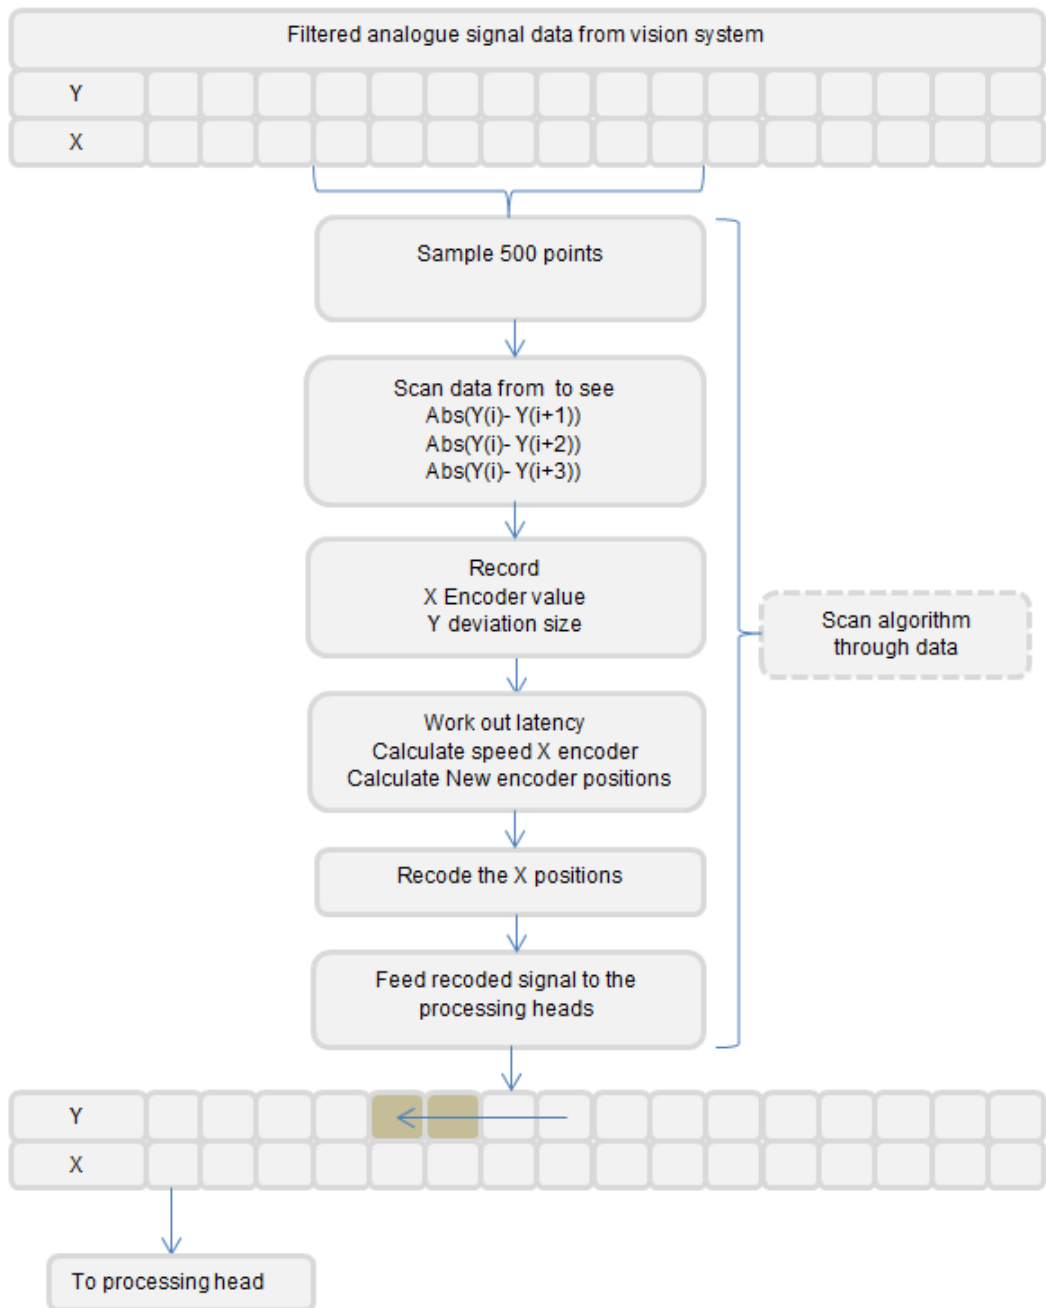 Filtered analogue signal data from vision system
Y
X
Sample 500 points
Scan data from  to see
Abs(Y(i)- Y(i+1))
Abs(Y(i)- Y(i+2))
Abs(Y(i)- Y(i+3))
Record
X Encoder value
Y deviation size
Scan algorithm
through data
Work out latency
Calculate speed X encoder
Calculate New encoder positions
Recode the X positions
Feed recoded signal to the
processing heads
Y
X
To processing head